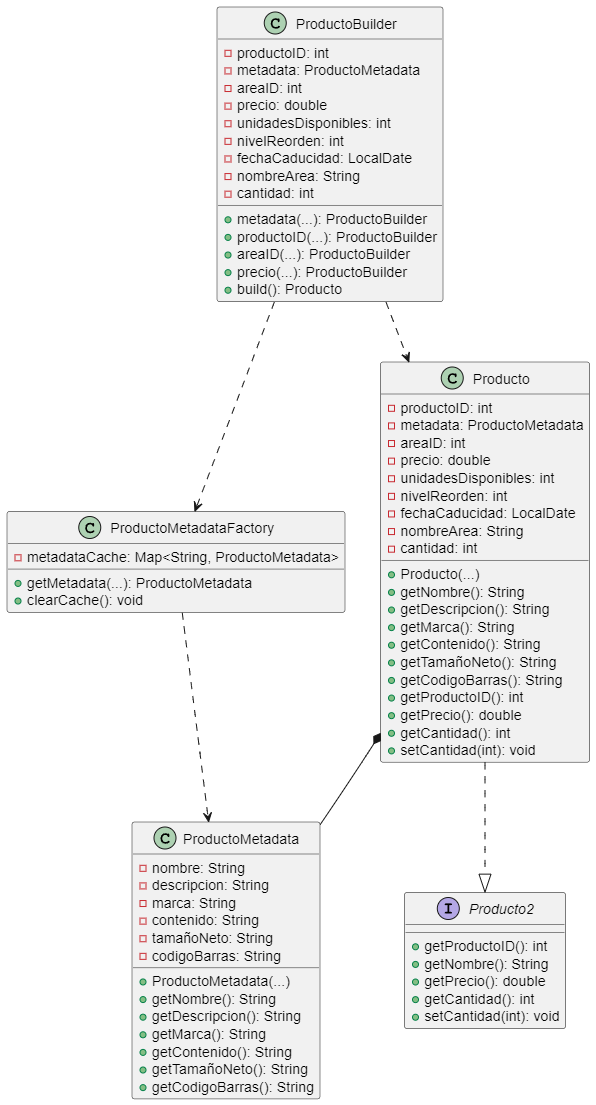 C ProductoBuilder
productoID: int
metadata: ProductoMetadata
areaID: int
precio: double
unidadesDisponibles: int
nivelReorden: int
fechaCaducidad: LocalDate
nombreArea: String
cantidad: int
metadata(...): ProductoBuilder
productoID(...): ProductoBuilder
areaID(...): ProductoBuilder
precio(...): ProductoBuilder
build(): Producto
C Producto
productoID: int
metadata: ProductoMetadata
areaID: int
precio: double
unidadesDisponibles: int
nivelReorden: int
fechaCaducidad: LocalDate
nombreArea: String
cantidad: int
Producto(...)
getNombre(): String
getDescripcion(): String
getMarca(): String
getContenido(): String
getTamañoNeto(): String
getCodigoBarras(): String
getProductoID(): int
getPrecio(): double
getCantidad(): int
setCantidad(int): void
C ProductoMetadataFactory
metadataCache: Map<String, ProductoMetadata>
getMetadata(...): ProductoMetadata
clearCache(): void
C ProductoMetadata
nombre: String
descripcion: String
marca: String
contenido: String
tamañoNeto: String
codigoBarras: String
ProductoMetadata(...)
getNombre(): String
getDescripcion(): String
getMarca(): String
getContenido(): String
getTamañoNeto(): String
getCodigoBarras(): String
I Producto2
getProductoID(): int
getNombre(): String
getPrecio(): double
getCantidad(): int
setCantidad(int): void